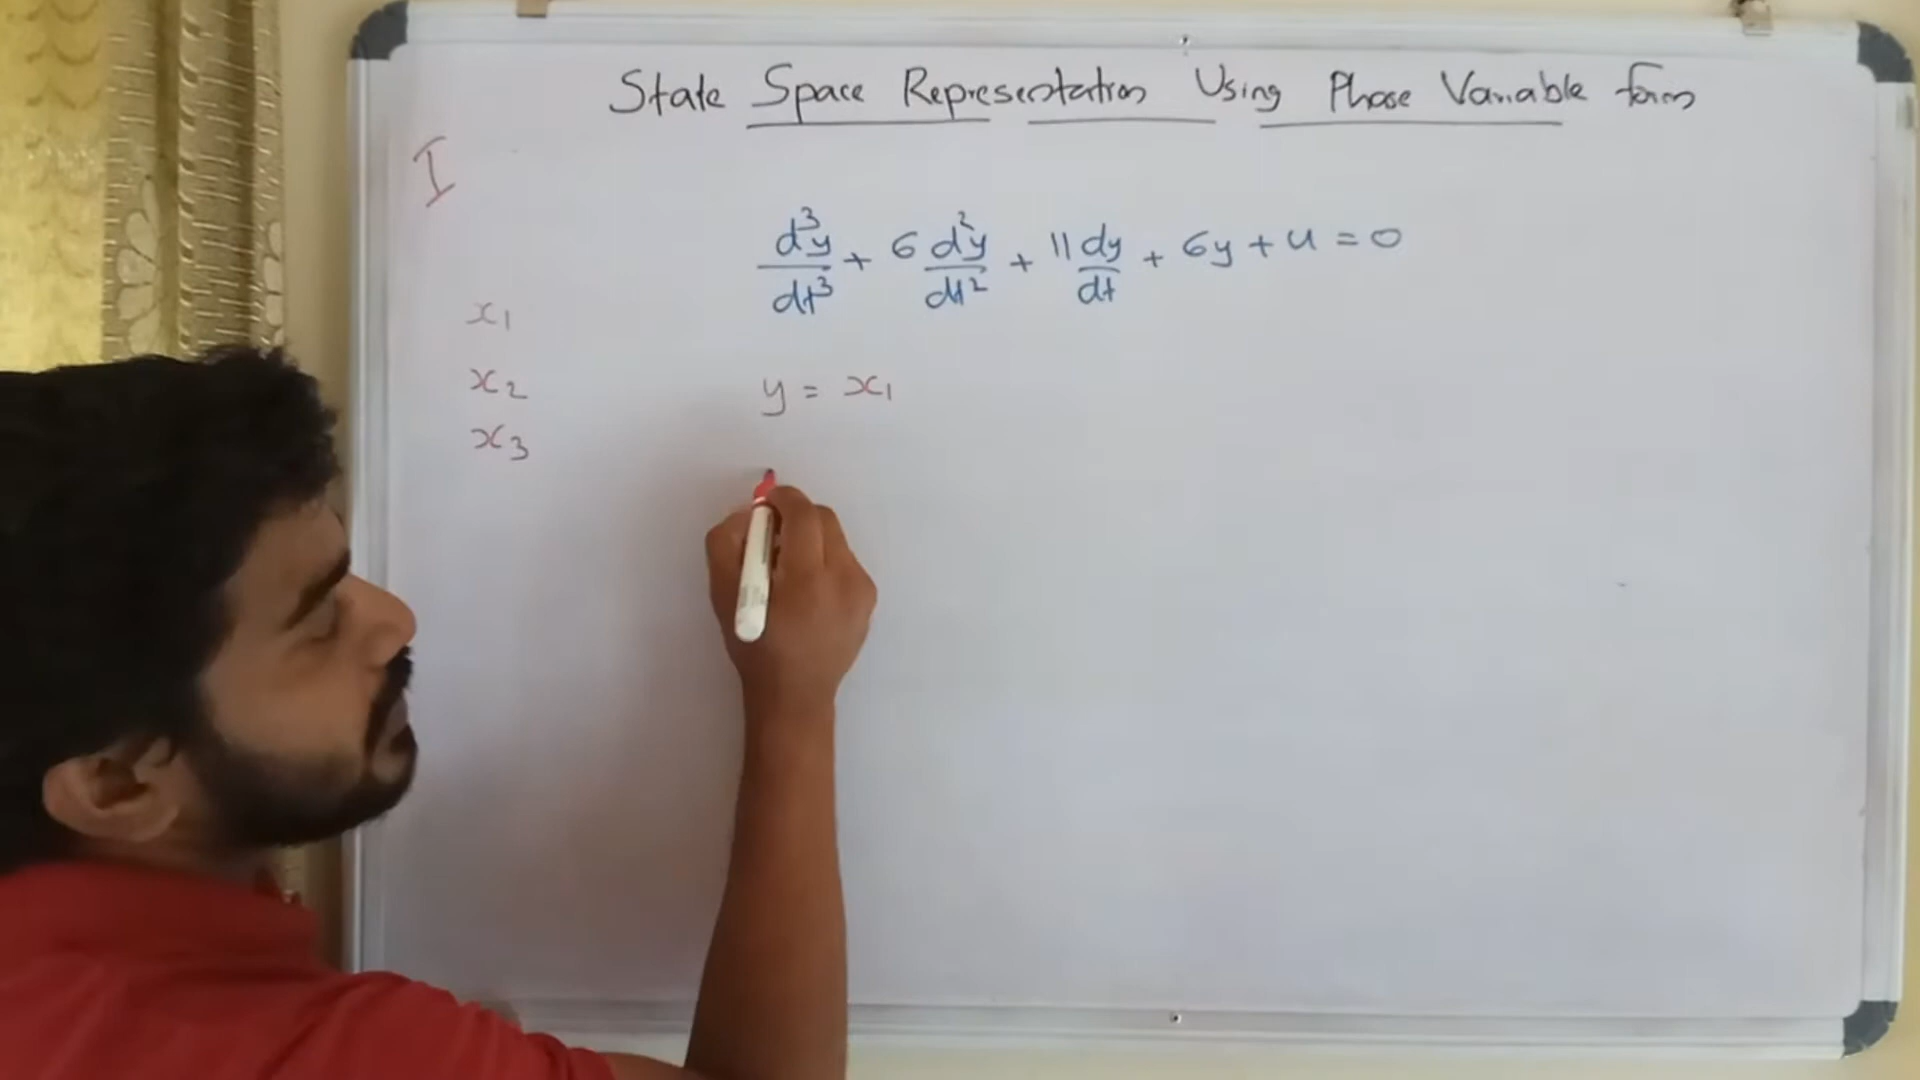 State Space Representation Using Phase Variable form
I
d³y/dt³ + 6 d²y/dt² + 11 dy/dt + 6y + u = 0
x₁
x₂
y = x₁
x₃